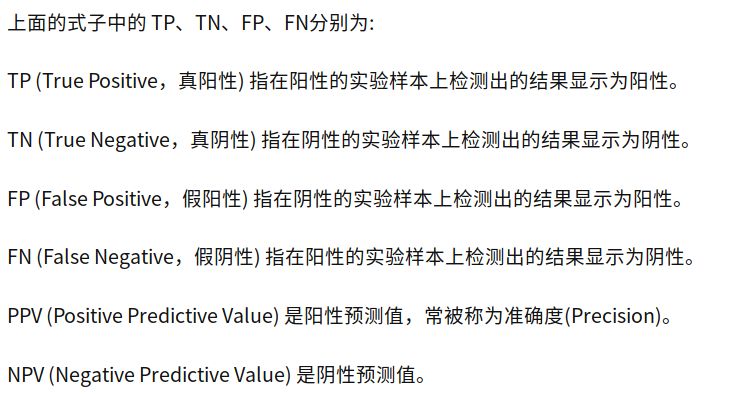 上面的式子中的 TP、TN、FP、FN分别为:
TP (True Positive，真阳性) 指在阳性的实验样本上检测出的结果显示为阳性。
TN (True Negative，真阴性) 指在阴性的实验样本上检测出的结果显示为阴性。
FP (False Positive，假阳性) 指在阴性的实验样本上检测出的结果显示为阳性。
FN (False Negative，假阴性) 指在阳性的实验样本上检测出的结果显示为阴性。
PPV (Positive Predictive Value) 是阳性预测值，常被称为准确度(Precision)。
NPV (Negative Predictive Value) 是阴性预测值。